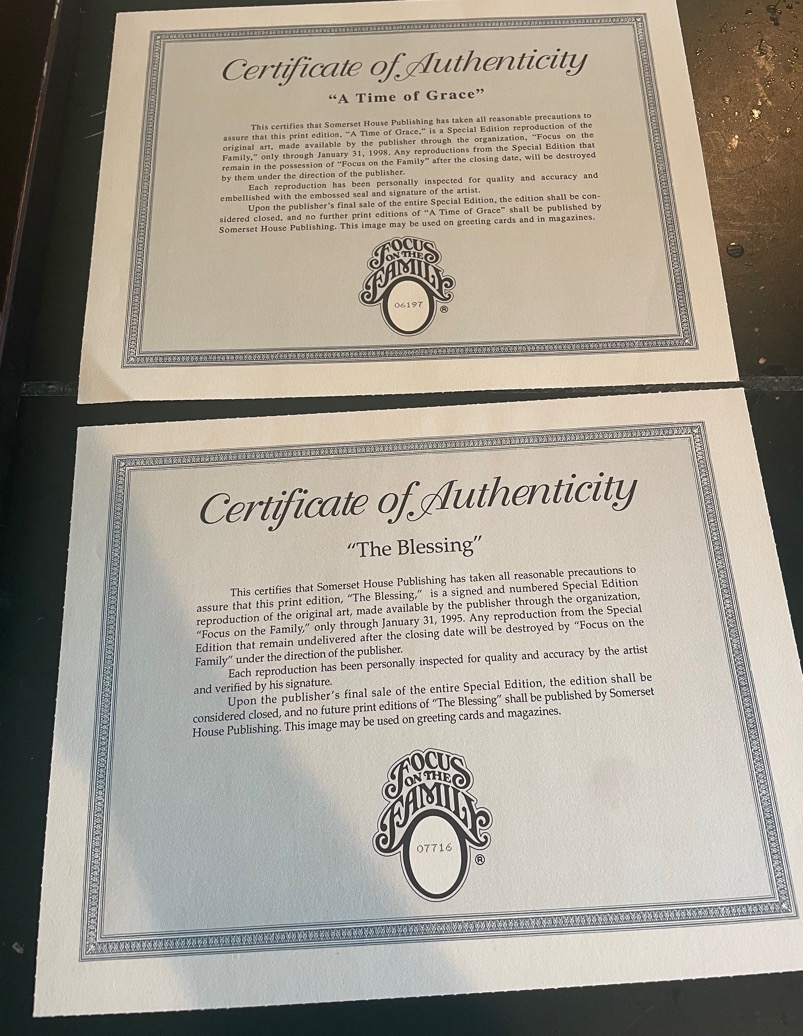 Certificate of Authenticity
“A Time of Grace”
This certifies that Somerset House Publishing has taken all reasonable precautions to
assure that this print edition, “A Time of Grace,” is a Special Edition reproduction of the
original art, made available by the publisher through the organization, “Focus on the
Family,” only through January 31, 1998. Any reproductions from the Special Edition that
remain in the possession of “Focus on the Family” after the closing date, will be destroyed
by them under the direction of the publisher.
Each reproduction has been personally inspected for quality and accuracy and
embellished with the embossed seal and signature of the artist.
Upon the publisher’s final sale of the entire Special Edition, the edition shall be con-
sidered closed, and no further print editions of “A Time of Grace” shall be published by
Somerset House Publishing. This image may be used on greeting cards and in magazines.
FOCUS
ON THE
FAMILY
06197
®
Certificate of Authenticity
“The Blessing”
This certifies that Somerset House Publishing has taken all reasonable precautions to
assure that this print edition, “The Blessing,” is a signed and numbered Special Edition
reproduction of the original art, made available by the publisher through the organization,
“Focus on the Family,” only through January 31, 1995. Any reproduction from the Special
Edition that remain undelivered after the closing date will be destroyed by “Focus on the
Family” under the direction of the publisher.
Each reproduction has been personally inspected for quality and accuracy by the artist
and verified by his signature.
Upon the publisher’s final sale of the entire Special Edition, the edition shall be
considered closed, and no future print editions of “The Blessing” shall be published by Somerset
House Publishing. This image may be used on greeting cards and magazines.
FOCUS
ON THE
FAMILY
07716
®